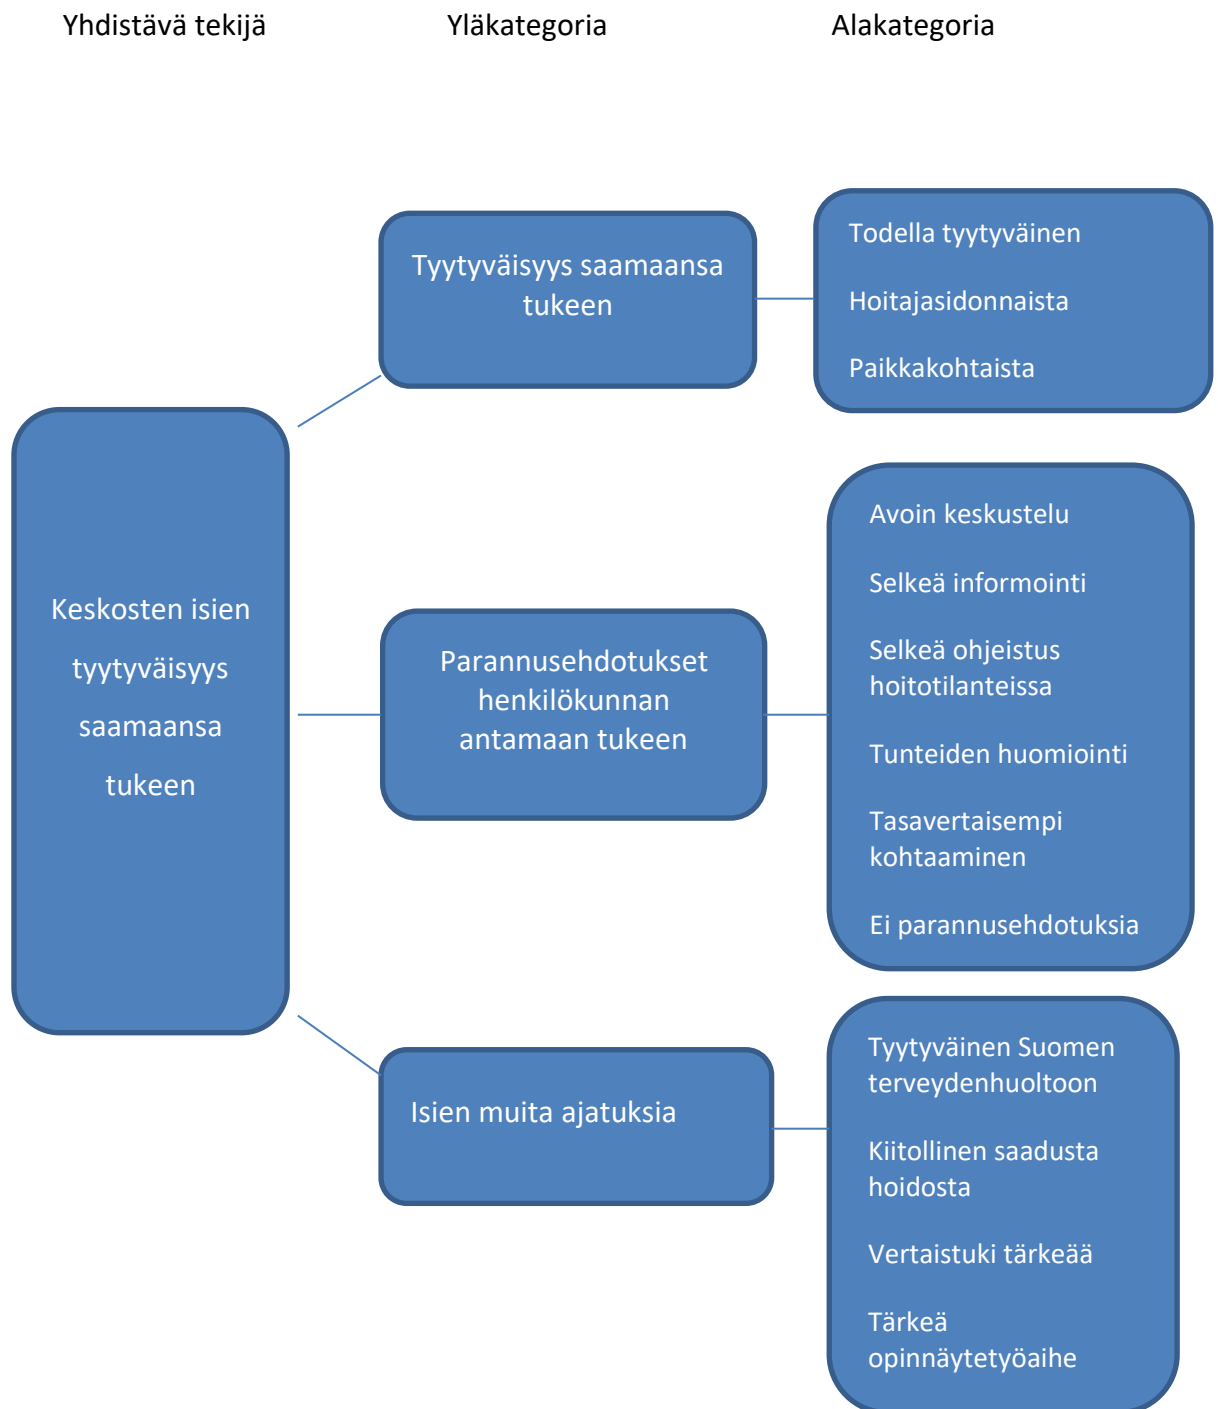 Yhdistävä tekijä
Yläkategoria
Alakategoria
Keskosten isien
tyytyväisyys
saamaansa
tukeen
Tyytyväisyys saamaansa
tukeen
Todella tyytyväinen
Hoitajasidonnaista
Paikkakohtaista
Parannusehdotukset
henkilökunnan
antamaan tukeen
Avoin keskustelu
Selkeä informointi
Selkeä ohjeistus
hoitotilanteissa
Tunteiden huomiointi
Tasavertaisempi
kohtaaminen
Ei parannusehdotuksia
Isien muita ajatuksia
Tyytyväinen Suomen
terveydenhuoltoon
Kiitollinen saadusta
hoidosta
Vertaistuki tärkeää
Tärkeä
opinnäytetyöaihe